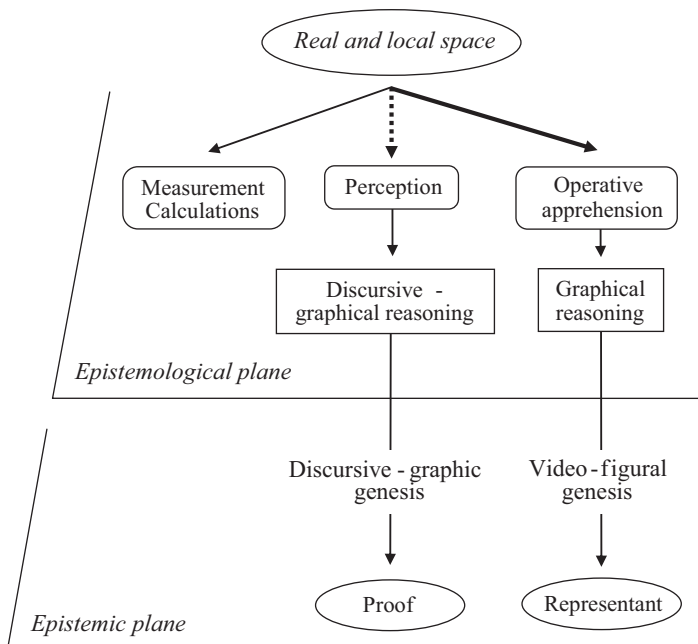 Real and local space
Measurement
Calculations
Perception
Operative
apprehension
Discursive -
graphical reasoning
Graphical
reasoning
Epistemological plane
Discursive - graphic
genesis
Video - figural
genesis
Proof
Representant
Epistemic plane